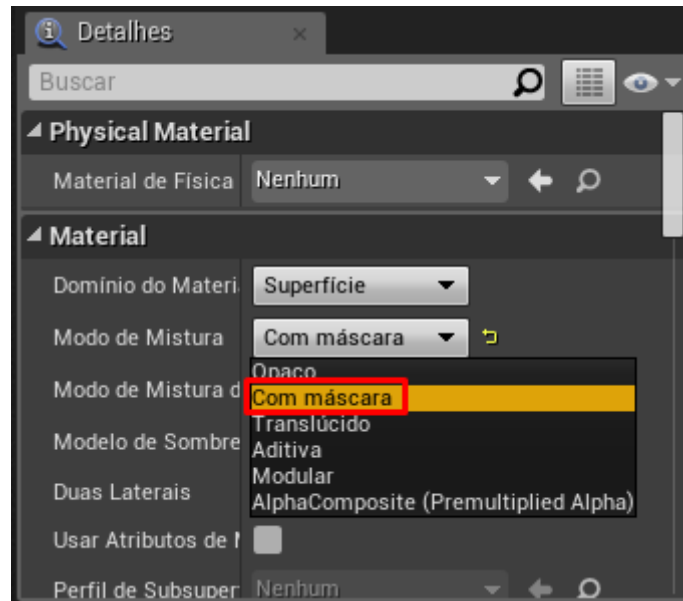 Detalhes
Buscar
Physical Material
Material de Física Nenhum
Material
Domínio do Materi Superfície
Modo de Mistura Com máscara
Opaco
Modo de Mistura d Com máscara
Translúcido
Modelo de Sombre Aditiva
Modular
Duas Laterais AlphaComposite (Premultiplied Alpha)
Usar Atributos de M
Perfil de Subsuper Nenhum